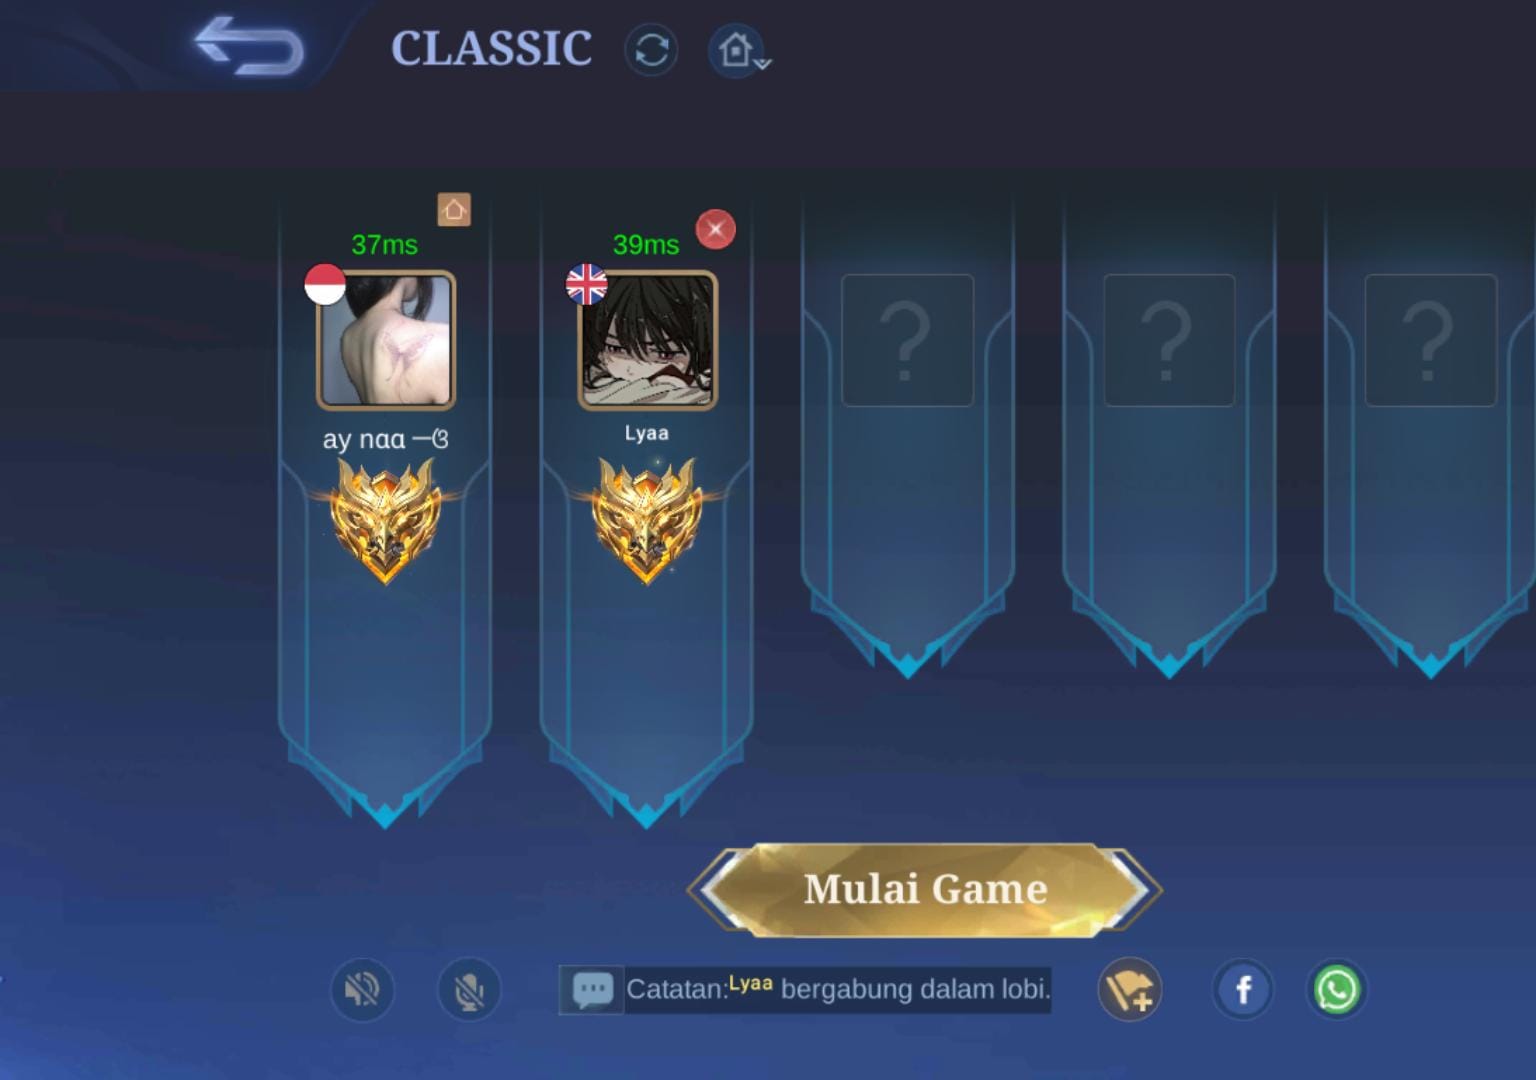 CLASSIC
37ms
39ms
ay nαα —ও
Lyaa
?
?
?
Mulai Game
Catatan:Lyaa bergabung dalam lobi.